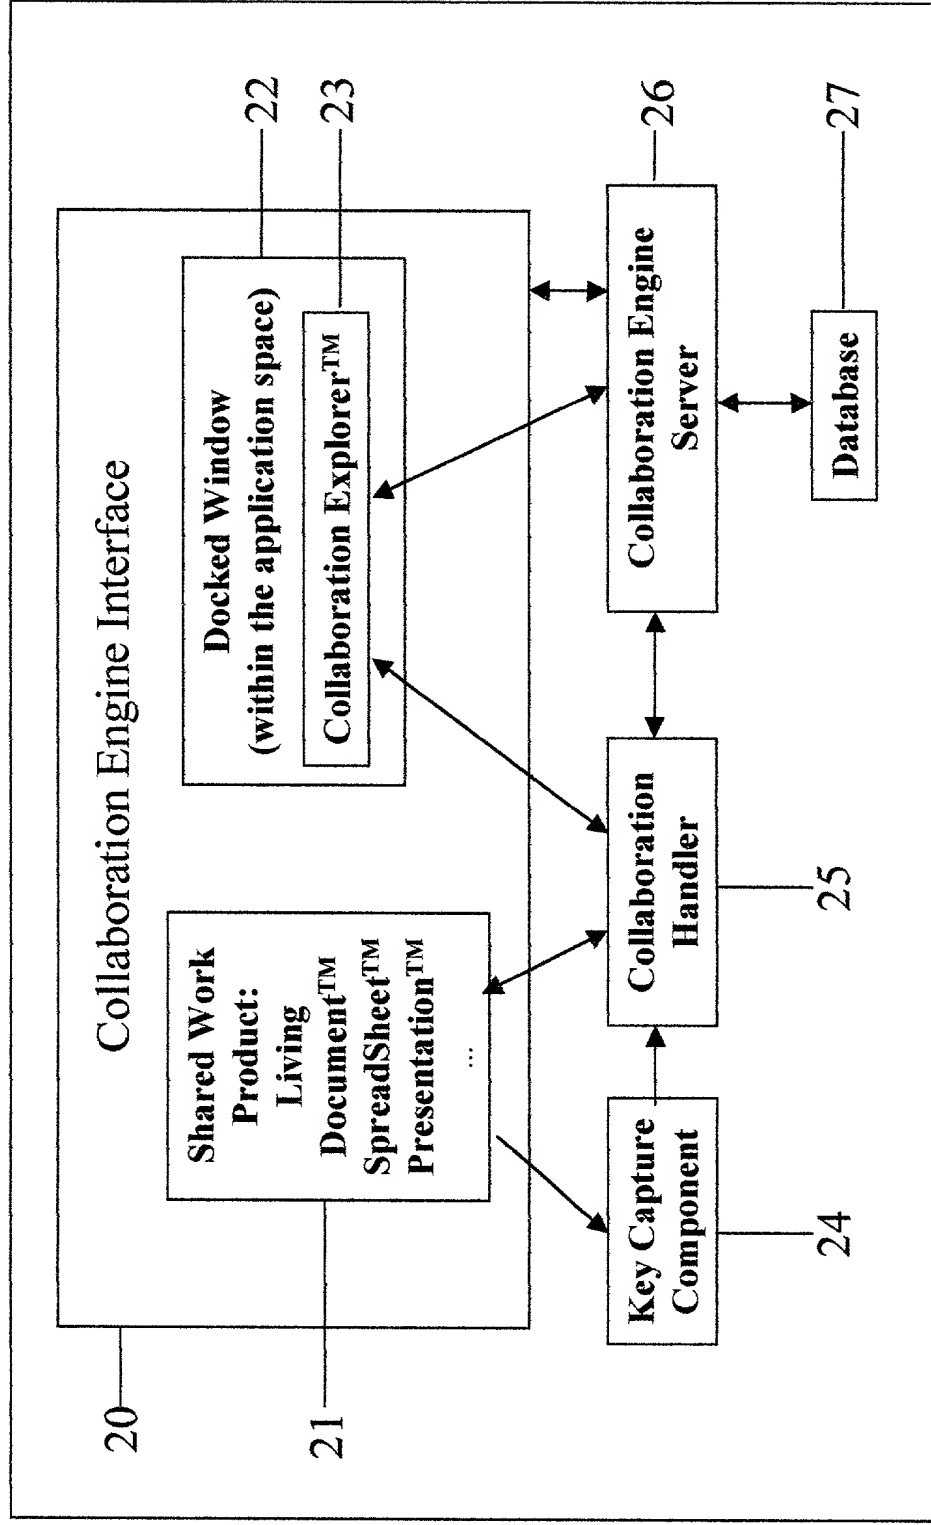 Collaboration Engine Interface
20
Shared Work
Product:
Living
Document™
SpreadSheet™
Presentation™
...
21
Docked Window
(within the application space)
22
Collaboration Explorer™
23
Key Capture
Component
24
Collaboration
Handler
25
Collaboration Engine
Server
26
Database
27